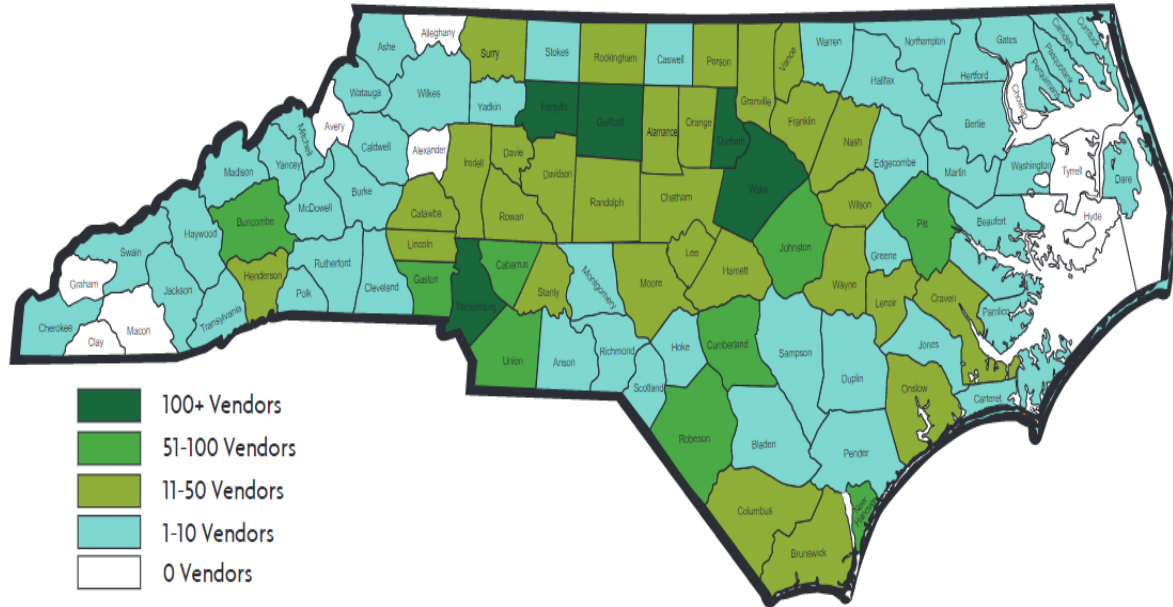 Ashe
Alleghany
Surry
Stokes
Rockingham
Caswell
Person
Vance
Warren
Northampton
Gates
Camden
Currituck
Pasquotank
Perquimans
Hertford
Halifax
Granville
Watauga
Wilkes
Yadkin
Forsyth
Guilford
Alamance
Orange
Durham
Franklin
Nash
Bertie
Chowan
Avery
Mitchell
Caldwell
Alexander
Iredell
Davie
Davidson
Edgecombe
Martin
Washington
Tyrrell
Dare
Madison
Yancey
Burke
McDowell
Catawba
Rowan
Randolph
Chatham
Wake
Wilson
Pitt
Beaufort
Hyde
Buncombe
Haywood
Swain
Lincoln
Lee
Johnston
Greene
Graham
Jackson
Henderson
Rutherford
Polk
Cleveland
Gaston
Cabarrus
Stanly
Montgomery
Moore
Harnett
Wayne
Lenoir
Craven
Pamlico
Cherokee
Clay
Macon
Transylvania
Mecklenburg
Union
Anson
Richmond
Scotland
Hoke
Cumberland
Sampson
Duplin
Jones
Onslow
Carteret
Robeson
Bladen
Pender
New
Hanover
Columbus
Brunswick
100+ Vendors
51-100 Vendors
11-50 Vendors
1-10 Vendors
0 Vendors